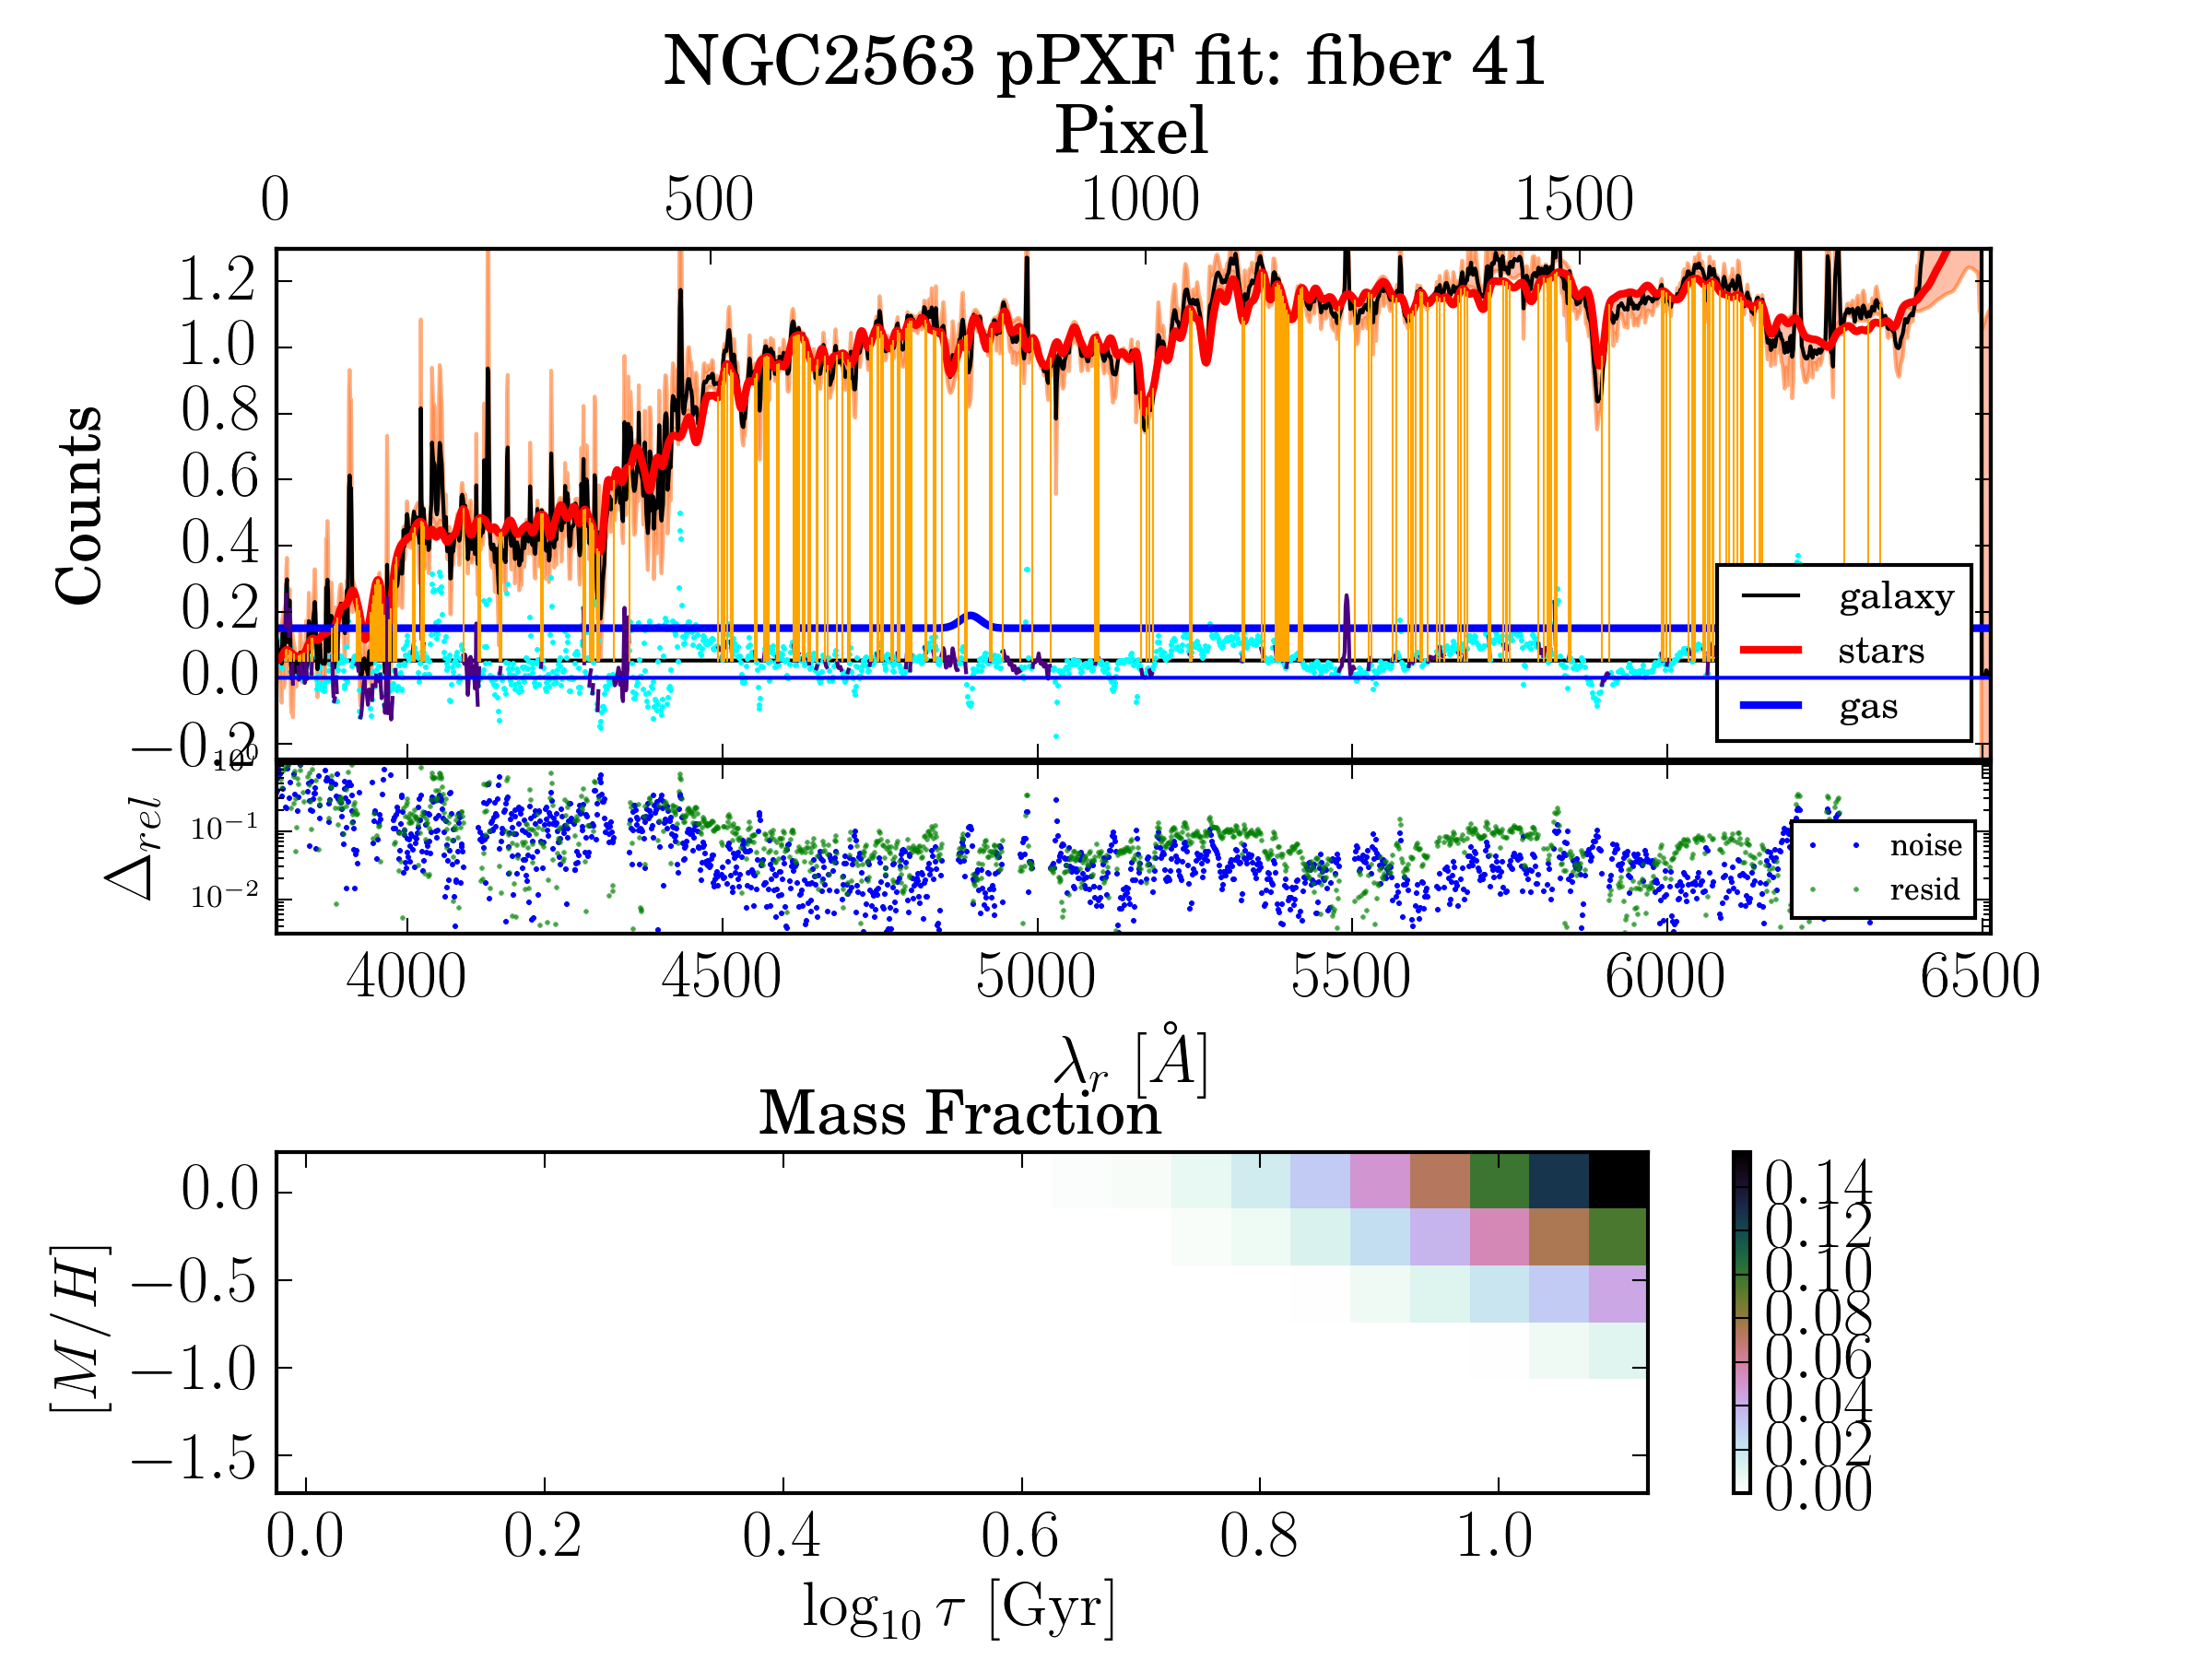 NGC2563 pPXF fit: fiber 41
Pixel
0 500 1000 1500
Counts
1.2
1.0
0.8
0.6
0.4
0.2
0.0
−0.2
galaxy
stars
gas
Δrel
10⁰
10⁻¹
10⁻²
noise
resid
4000 4500 5000 5500 6000 6500
λr [Å]
Mass Fraction
[M/H]
0.0
−0.5
−1.0
−1.5
0.0 0.2 0.4 0.6 0.8 1.0
log₁₀ τ [Gyr]
0.14
0.12
0.10
0.08
0.06
0.04
0.02
0.00